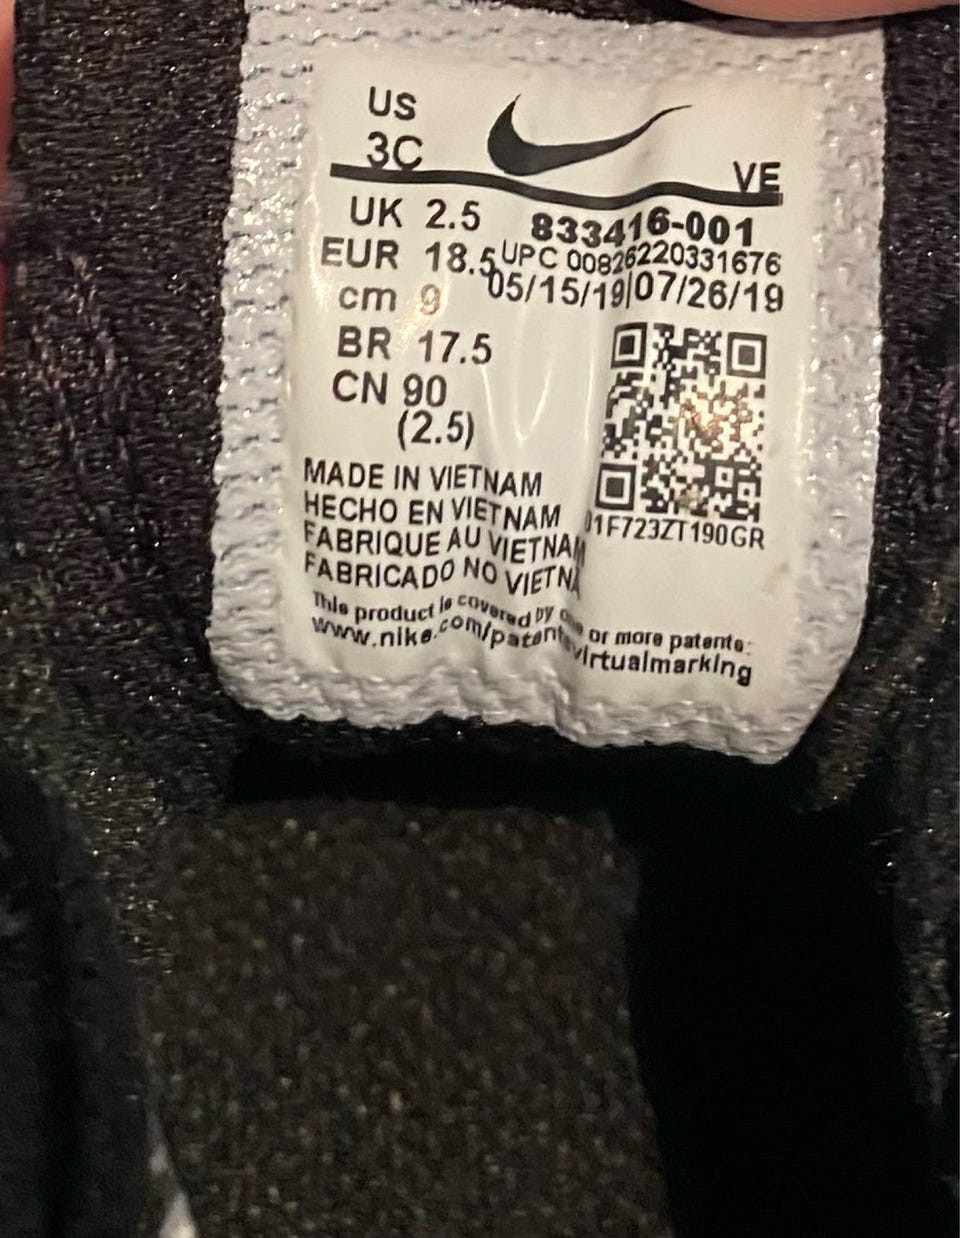 US
3C
VE
UK 2.5
833416-001
EUR 18.5
UPC 00826220331676
cm 9
05/15/19|07/26/19
BR 17.5
CN 90
(2.5)
MADE IN VIETNAM
HECHO EN VIETNAM
FABRIQUE AU VIETNAM
FABRICADO NO VIETNA
01F723ZT190GR
This product is covered by one or more patents:
www.nike.com/patentsvirtualmarking